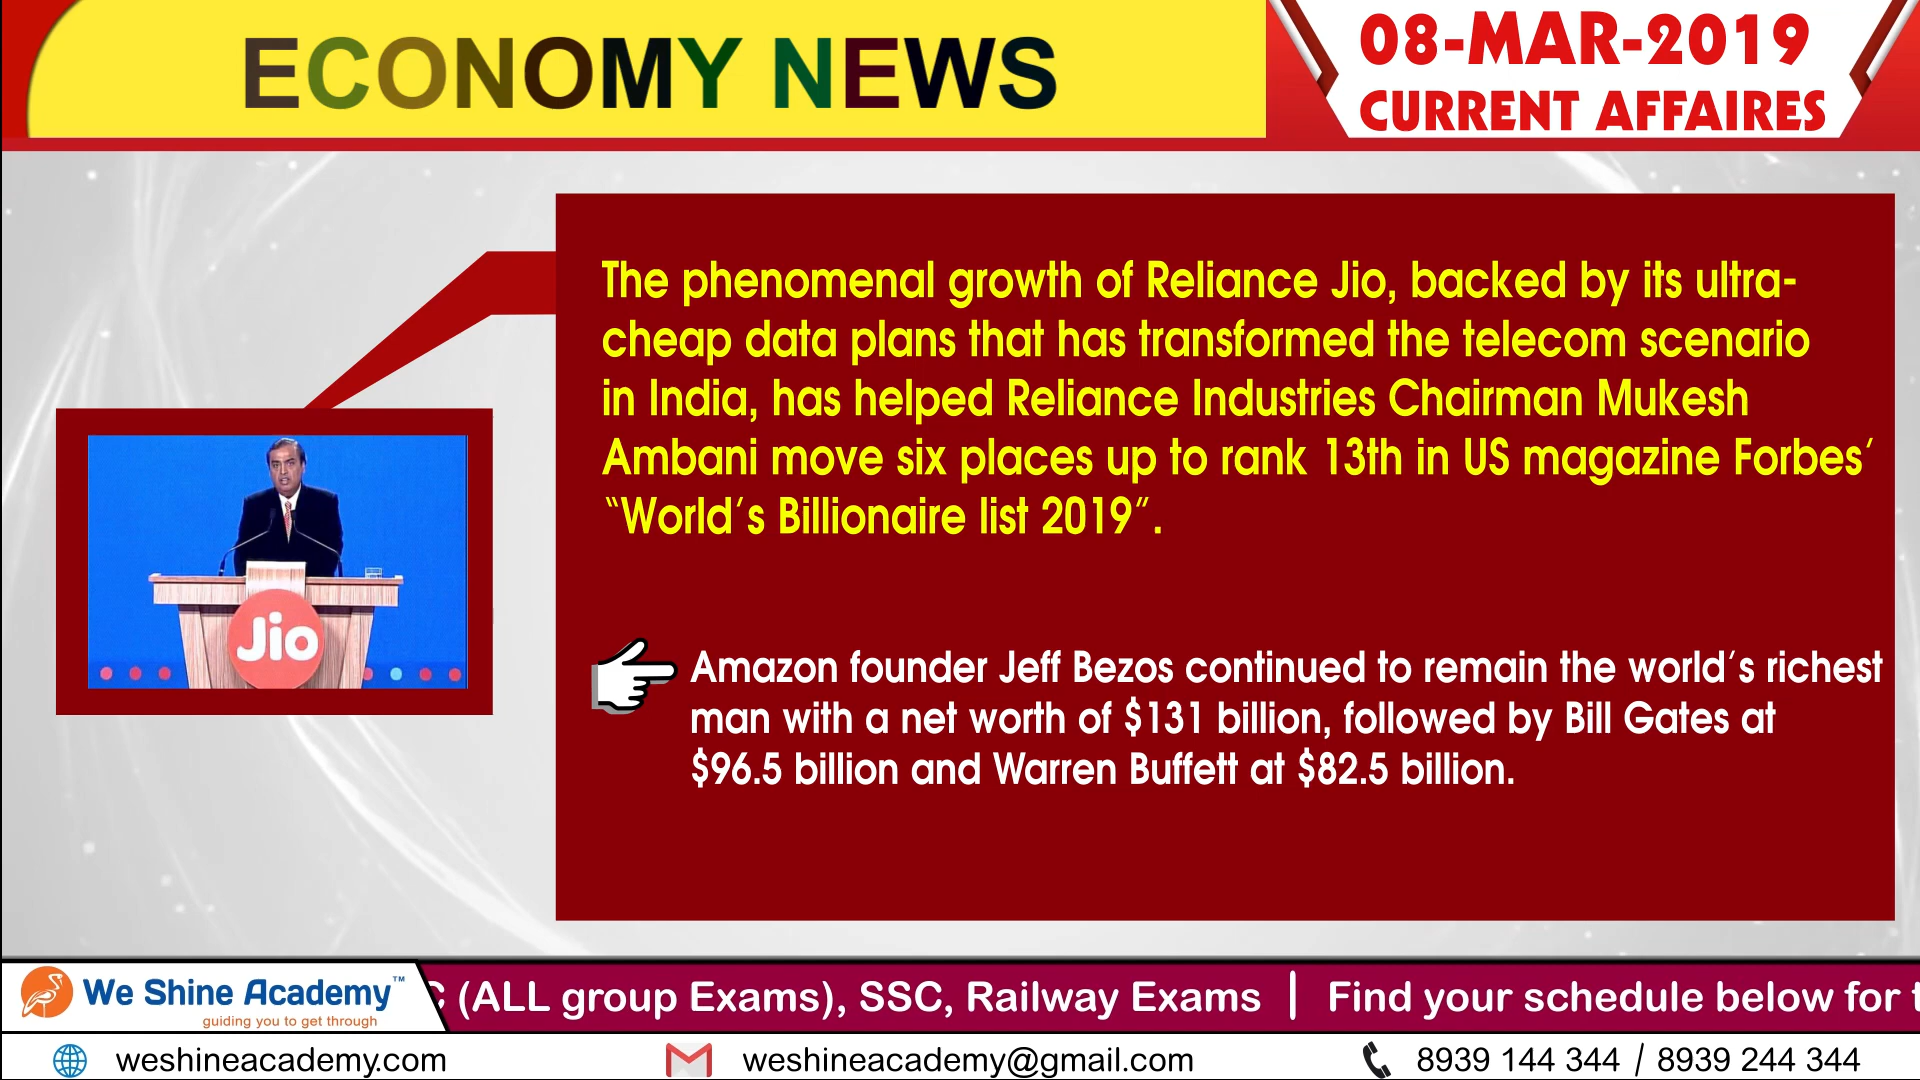 ECONOMY NEWS
08-MAR-2019
CURRENT AFFAIRES
The phenomenal growth of Reliance Jio, backed by its ultra-
cheap data plans that has transformed the telecom scenario
in India, has helped Reliance Industries Chairman Mukesh
Ambani move six places up to rank 13th in US magazine Forbes’
“World’s Billionaire list 2019”.
Jio
Amazon founder Jeff Bezos continued to remain the world’s richest
man with a net worth of $131 billion, followed by Bill Gates at
$96.5 billion and Warren Buffett at $82.5 billion.
We Shine Academy™
guiding you to get through
(ALL group Exams), SSC, Railway Exams | Find your schedule below for
weshineacademy.com
weshineacademy@gmail.com
8939 144 344 / 8939 244 344